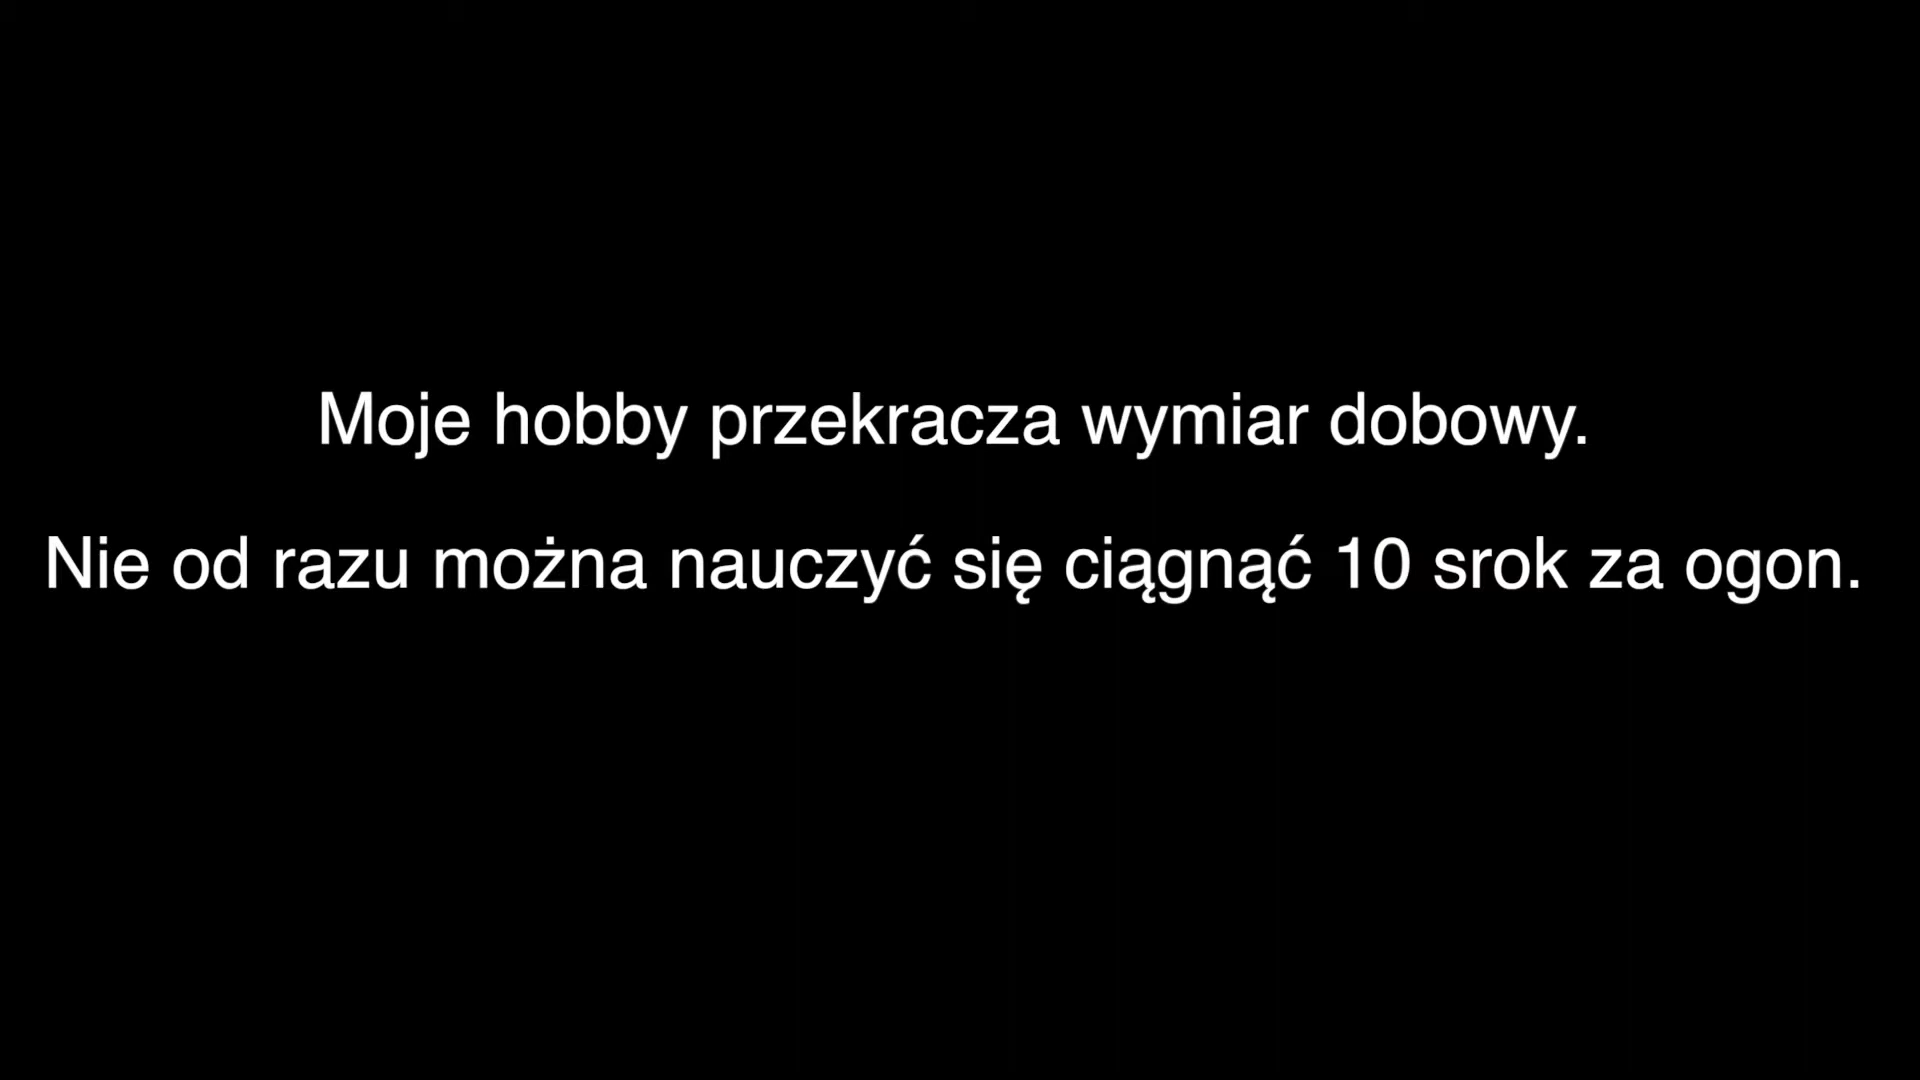 Moje hobby przekracza wymiar dobowy.
Nie od razu można nauczyć się ciągnąć 10 srok za ogon.